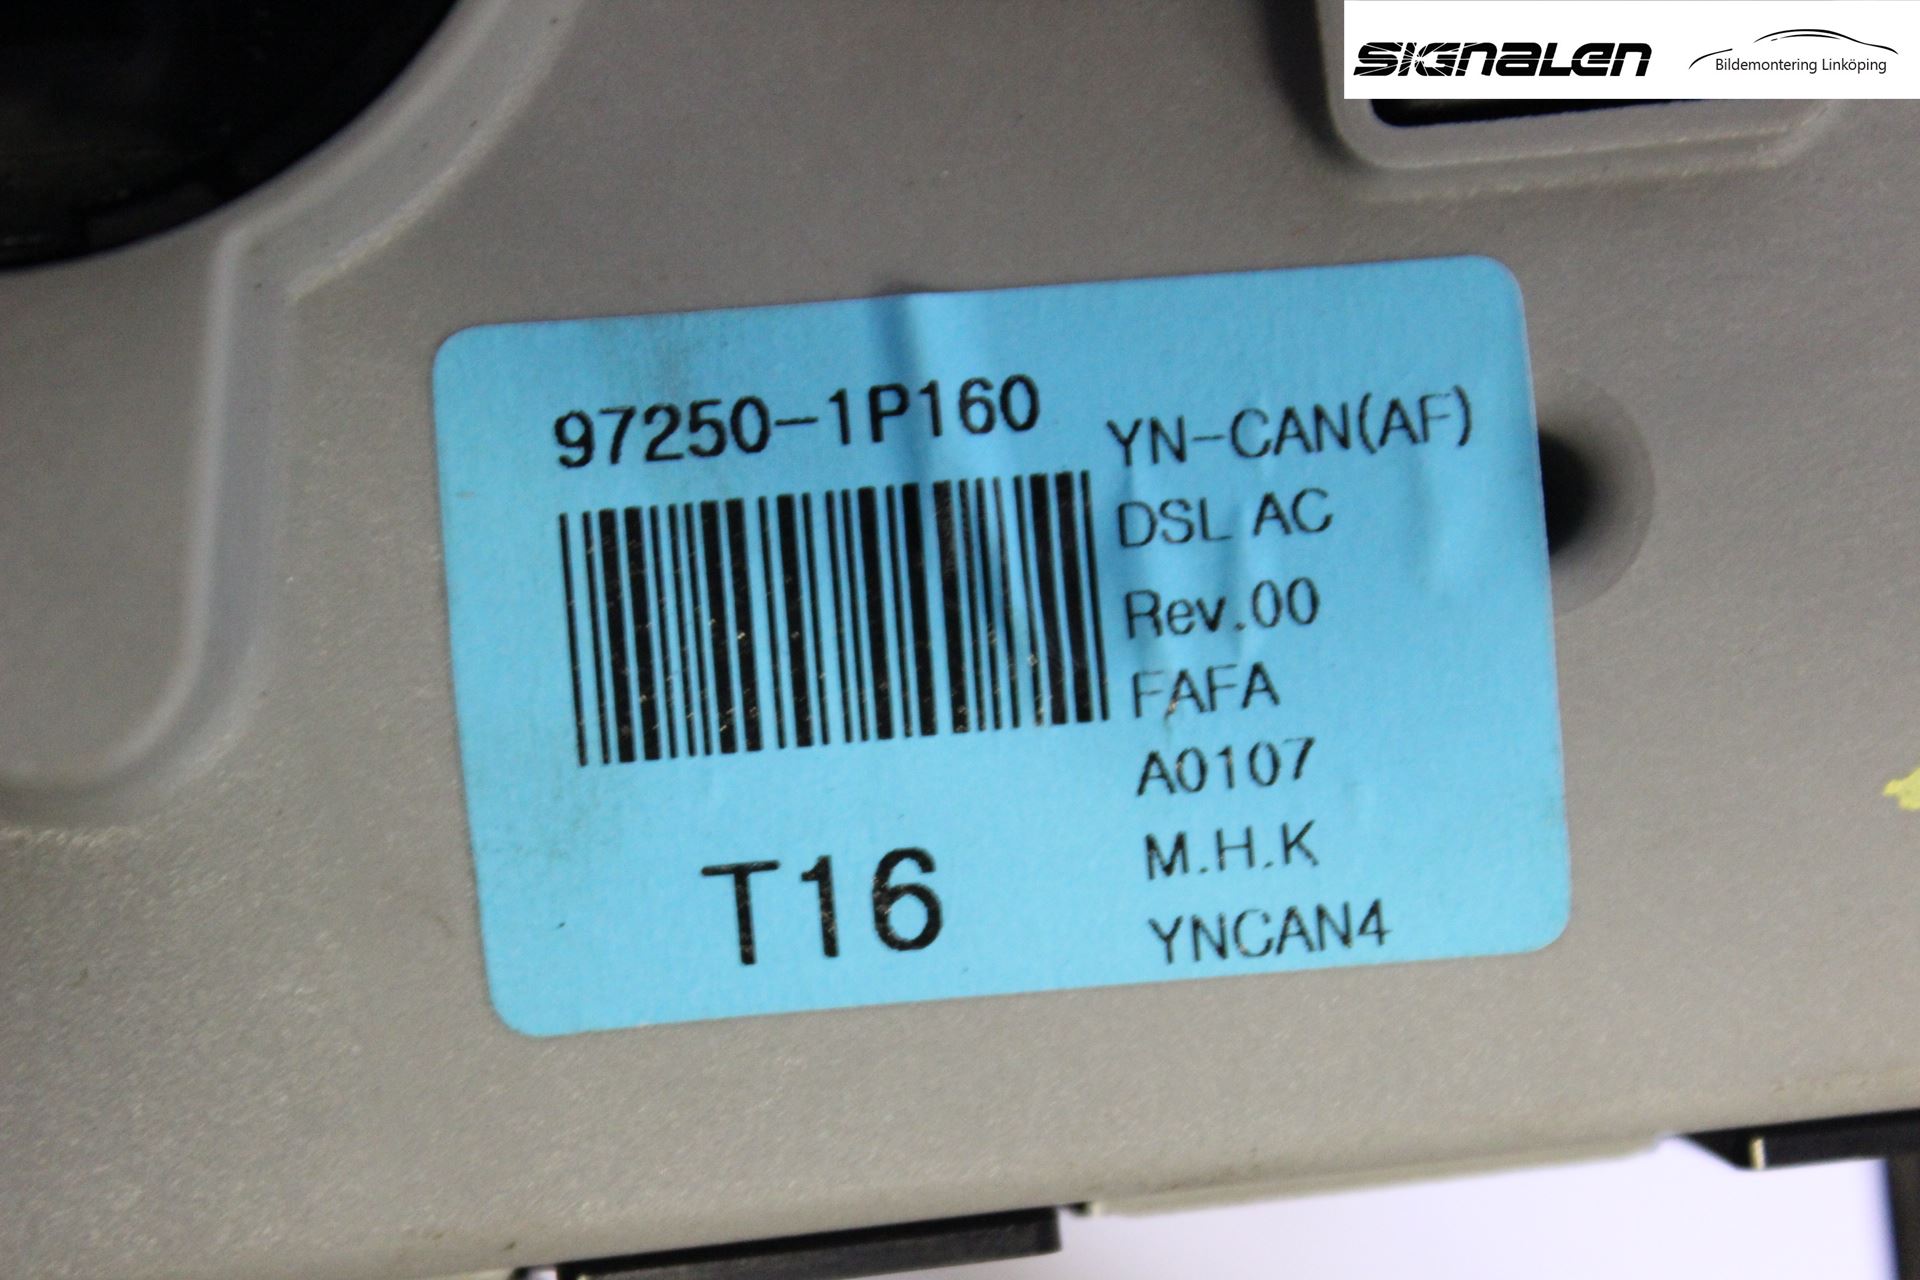 SIGNALEN
Bildemontering Linköping
97250-1P160
YN-CAN(AF)
DSL AC
Rev.00
FAFA
A0107
M.H.K
T16
YNCAN4